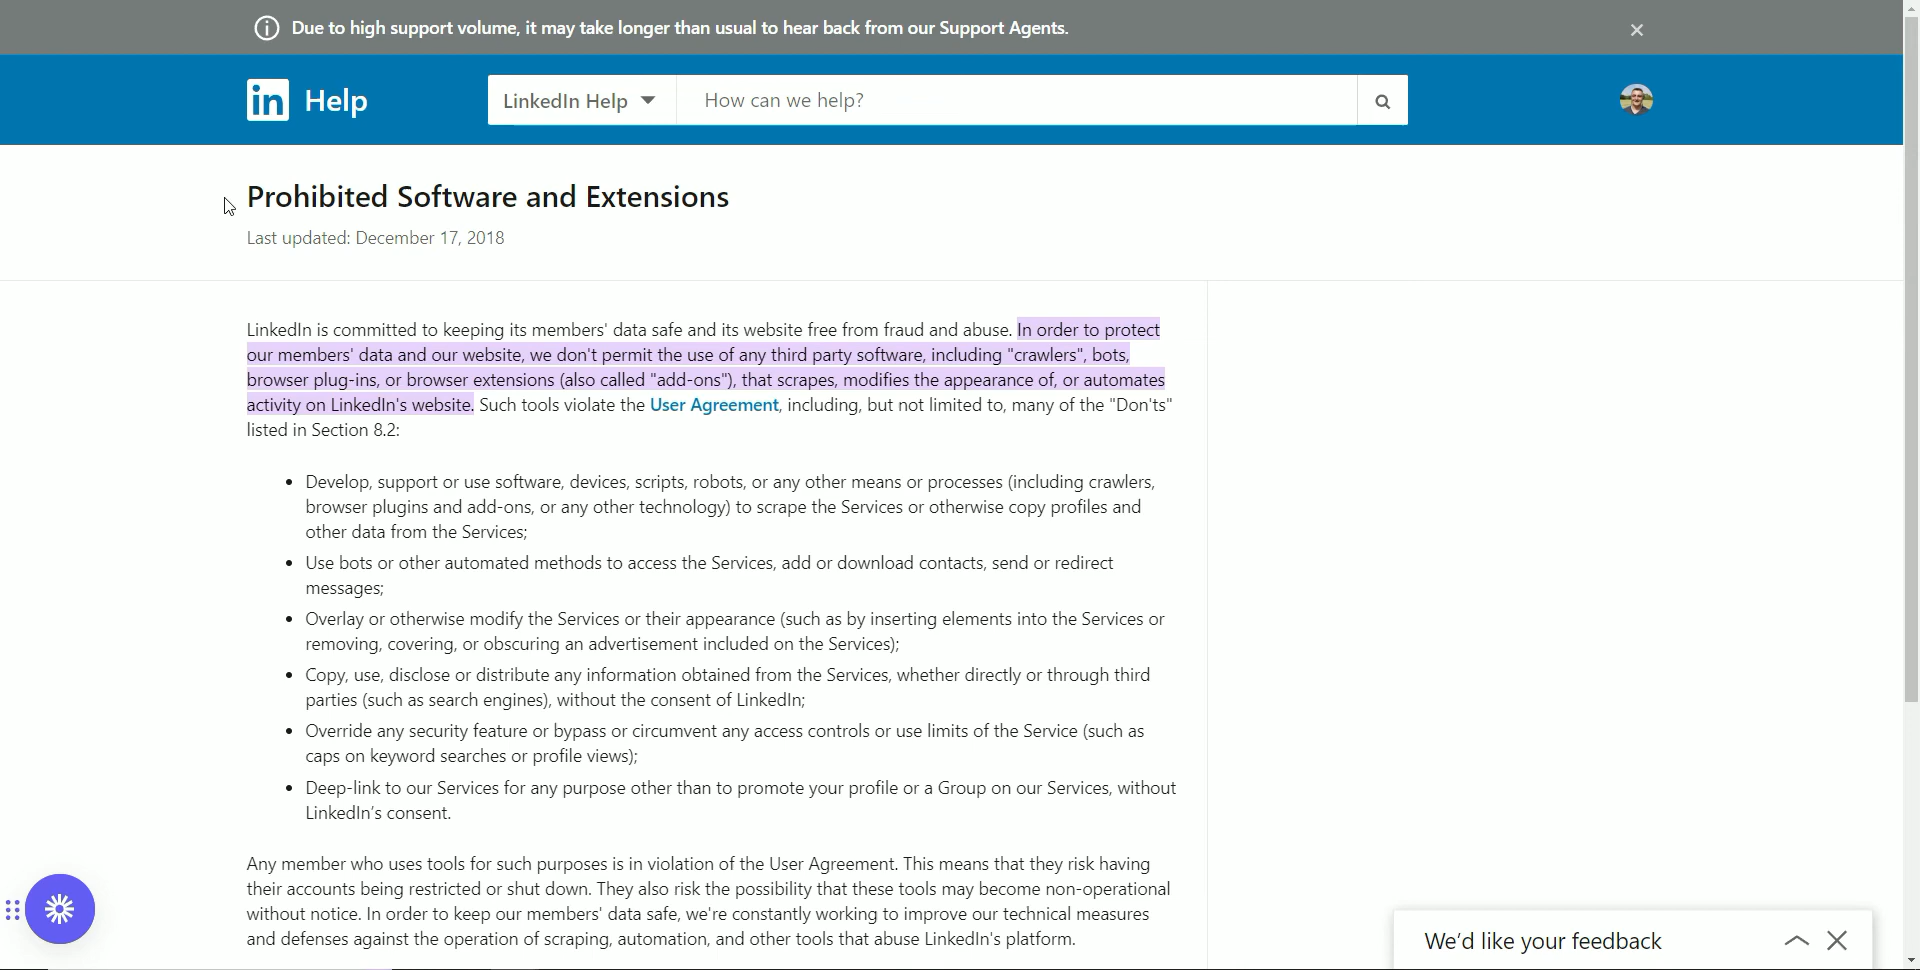 Due to high support volume, it may take longer than usual to hear back from our Support Agents.
in Help
LinkedIn Help
How can we help?
Prohibited Software and Extensions
Last updated: December 17, 2018
LinkedIn is committed to keeping its members' data safe and its website free from fraud and abuse. In order to protect
our members' data and our website, we don't permit the use of any third party software, including "crawlers", bots,
browser plug-ins, or browser extensions (also called "add-ons"), that scrapes, modifies the appearance of, or automates
activity on LinkedIn's website. Such tools violate the User Agreement, including, but not limited to, many of the "Don'ts"
listed in Section 8.2:
• Develop, support or use software, devices, scripts, robots, or any other means or processes (including crawlers,
browser plugins and add-ons, or any other technology) to scrape the Services or otherwise copy profiles and
other data from the Services;
• Use bots or other automated methods to access the Services, add or download contacts, send or redirect
messages;
• Overlay or otherwise modify the Services or their appearance (such as by inserting elements into the Services or
removing, covering, or obscuring an advertisement included on the Services);
• Copy, use, disclose or distribute any information obtained from the Services, whether directly or through third
parties (such as search engines), without the consent of LinkedIn;
• Override any security feature or bypass or circumvent any access controls or use limits of the Service (such as
caps on keyword searches or profile views);
• Deep-link to our Services for any purpose other than to promote your profile or a Group on our Services, without
LinkedIn's consent.
Any member who uses tools for such purposes is in violation of the User Agreement. This means that they risk having
their accounts being restricted or shut down. They also risk the possibility that these tools may become non-operational
without notice. In order to keep our members' data safe, we're constantly working to improve our technical measures
and defenses against the operation of scraping, automation, and other tools that abuse LinkedIn's platform.
We'd like your feedback